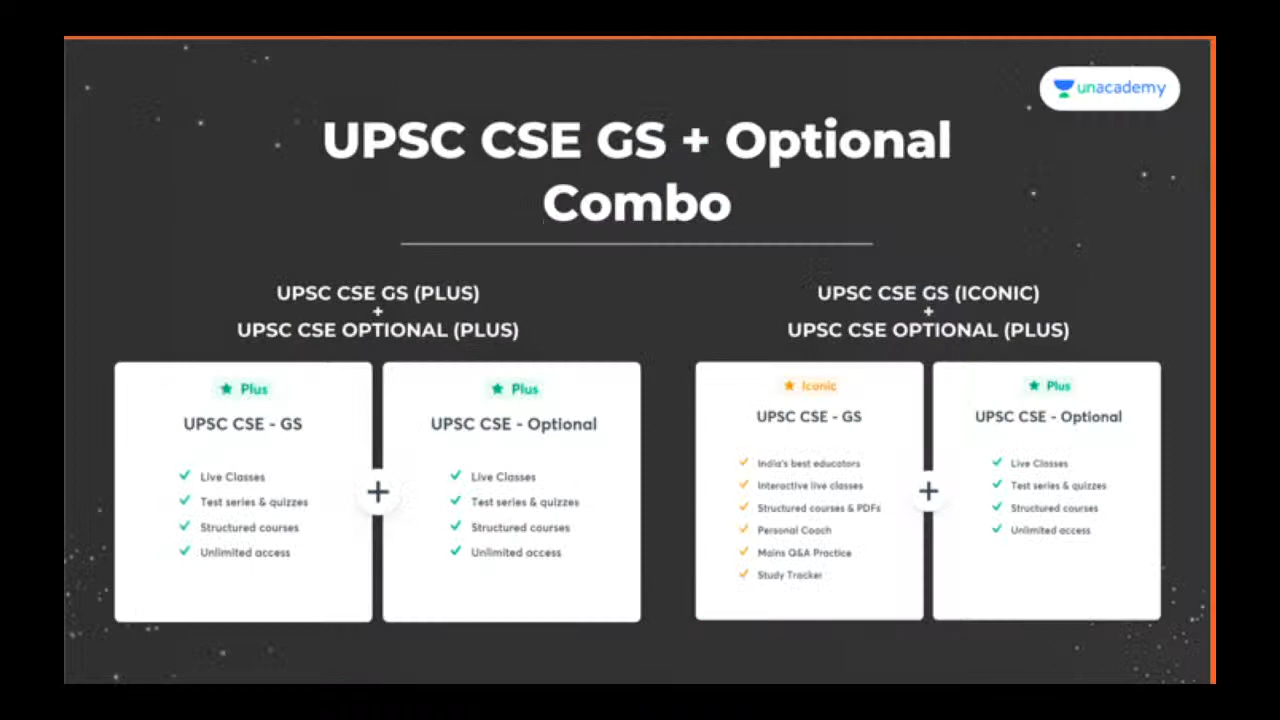 unacademy
UPSC CSE GS + Optional
Combo
UPSC CSE GS (PLUS)
+
UPSC CSE OPTIONAL (PLUS)
Plus
UPSC CSE - GS
Live Classes
Test series & quizzes
Structured courses
Unlimited access
+
Plus
UPSC CSE - Optional
Live Classes
Test series & quizzes
Structured courses
Unlimited access
UPSC CSE GS (ICONIC)
+
UPSC CSE OPTIONAL (PLUS)
Iconic
UPSC CSE - GS
India's best educators
Interactive live classes
Structured courses & PDFs
Personal Coach
Mains Q&A Practice
Study Tracker
+
Plus
UPSC CSE - Optional
Live Classes
Test series & quizzes
Structured courses
Unlimited access